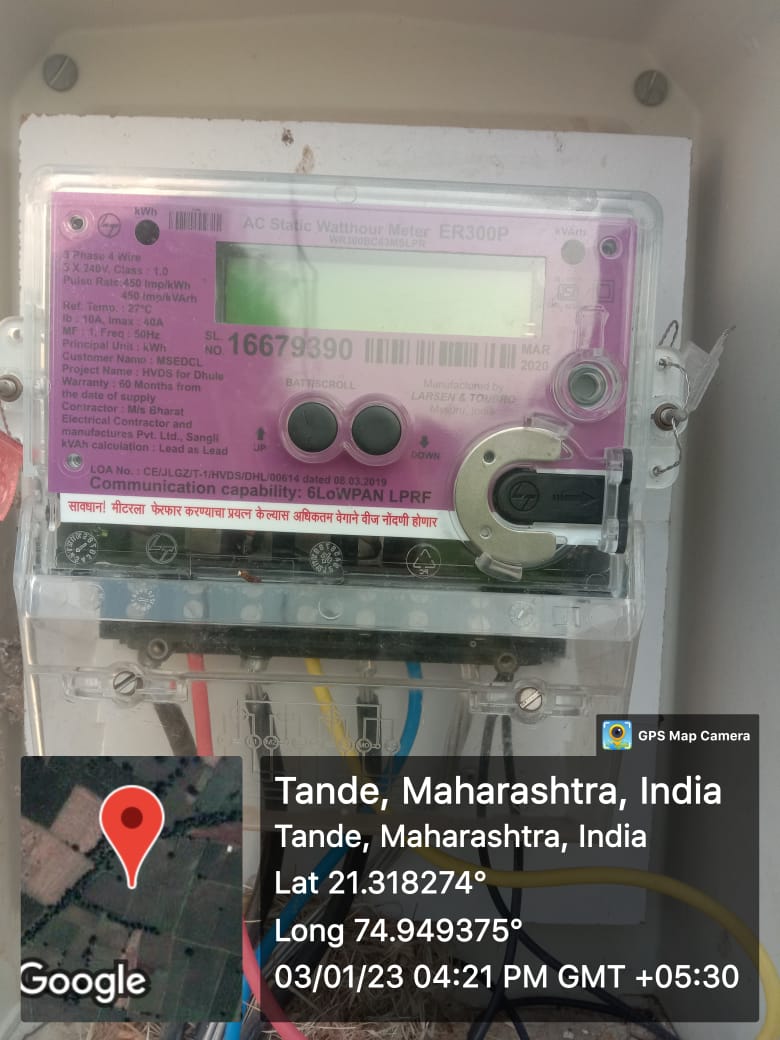 kWh
AC Static Watthour Meter ER300P
WR300BC63MSLPR
kVArh
3 Phase 4 Wire
3 X 240V, Class : 1.0
Pulse Rate:450 imp/kWh
450 imp/kVArh
Ref. Temp. : 27°C
Ib : 10A, Imax : 40A
MF : 1, Freq : 50Hz
Principal Unit : kWh
Customer Name : MSEDCL
Project Name : HVDS for Dhule
Warranty : 60 Months from
the date of supply
Contractor : M/s Bharat
Electrical Contractor and
manufactures Pvt. Ltd., Sangli
kVAh calculation : Lead as Lead
SL.
NO. 16679390
MAR
2020
BATT/SCROLL
UP
DOWN
Manufactured by
LARSEN & TOUBRO
Mysuru, India
LOA No. : CE/JLGZ/T-1/HVDS/DHL/00614 dated 08.03.2019
Communication capability: 6LoWPAN LPRF
सावधान! मीटरला फेरफार करण्याचा प्रयत्न केल्यास अधिकतम वेगाने वीज नोंदणी होणार
GPS Map Camera
Tande, Maharashtra, India
Tande, Maharashtra, India
Lat 21.318274°
Long 74.949375°
03/01/23 04:21 PM GMT +05:30
Google